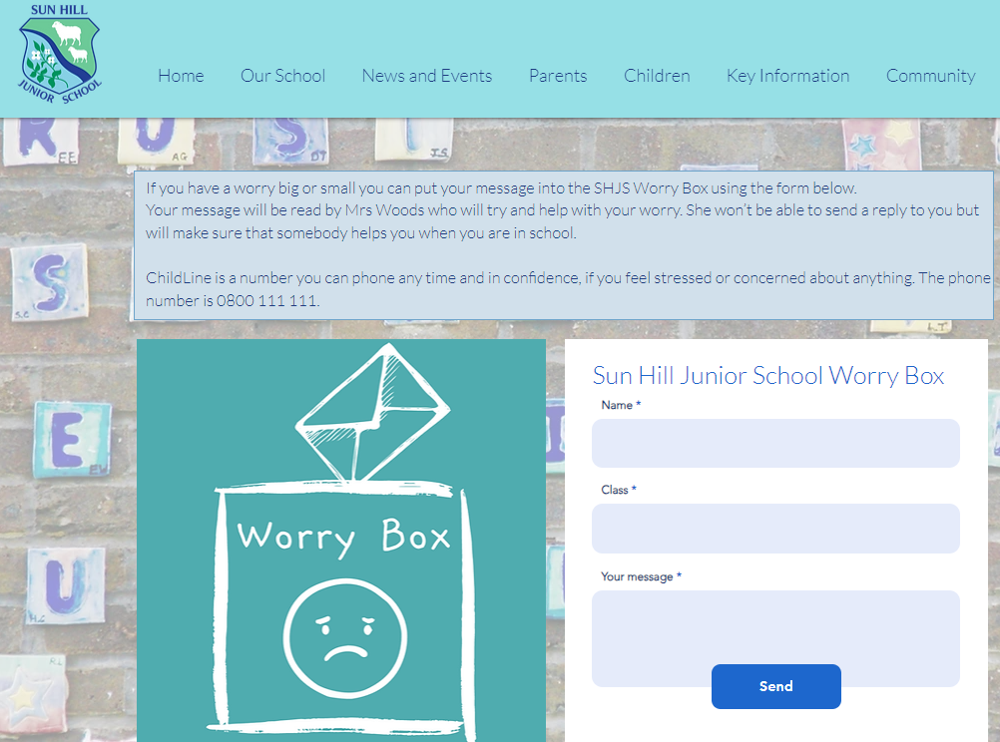 SUN HILL
JUNIOR SCHOOL
Home Our School News and Events Parents Children Key Information Community
R U S T
EE AG DT I.S
If you have a worry big or small you can put your message into the SHJS Worry Box using the form below.
Your message will be read by Mrs Woods who will try and help with your worry. She won't be able to send a reply to you but
will make sure that somebody helps you when you are in school.
ChildLine is a number you can phone any time and in confidence, if you feel stressed or concerned about anything. The phone
number is 0800 111 111.
S
S.C
L.T
E
EW
U
H.C
R.L
Worry Box
Sun Hill Junior School Worry Box
Name *
Class *
Your message *
Send